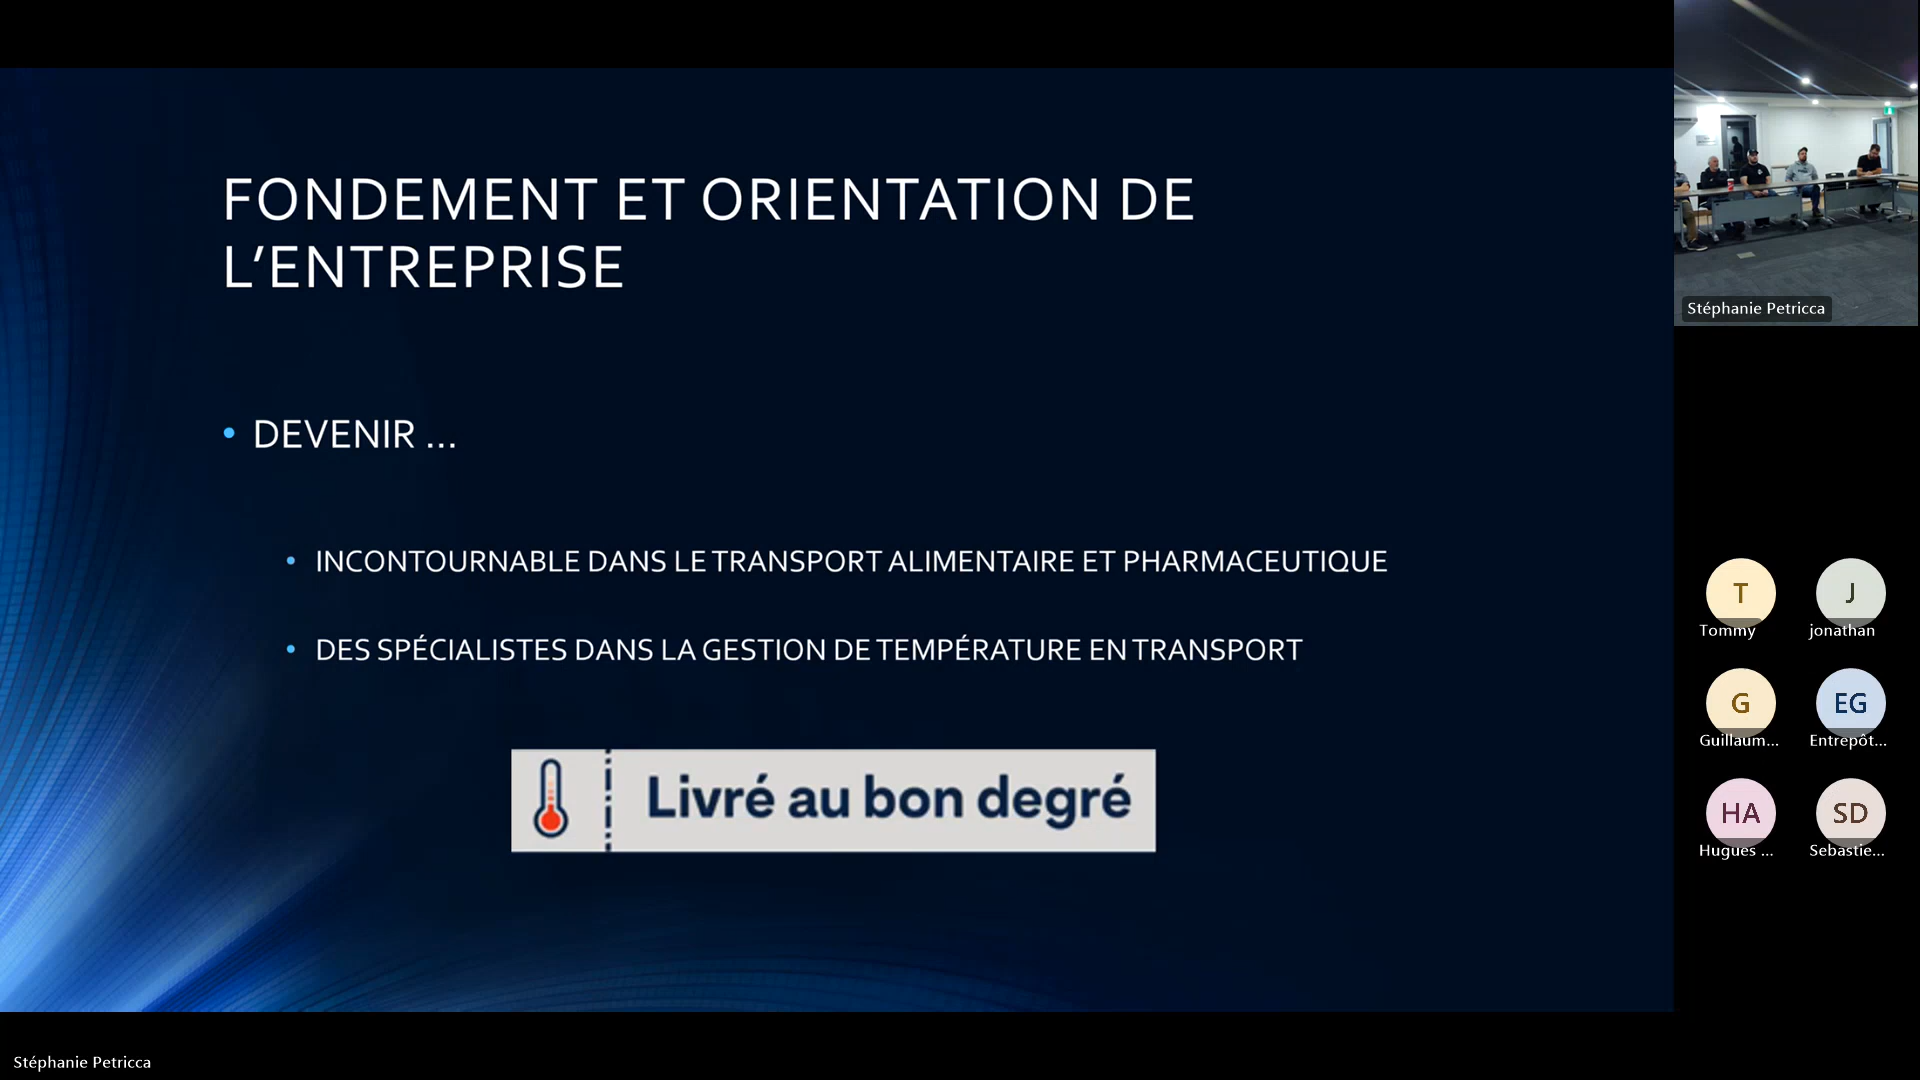 FONDEMENT ET ORIENTATION DE
L’ENTREPRISE
• DEVENIR ...
• INCONTOURNABLE DANS LE TRANSPORT ALIMENTAIRE ET PHARMACEUTIQUE
• DES SPÉCIALISTES DANS LA GESTION DE TEMPÉRATURE EN TRANSPORT
Livré au bon degré
Stéphanie Petricca
T
J
Tommy
jonathan
G
EG
Guillaum...
Entrepôt...
HA
SD
Hugues ...
Sebastie...
Stéphanie Petricca